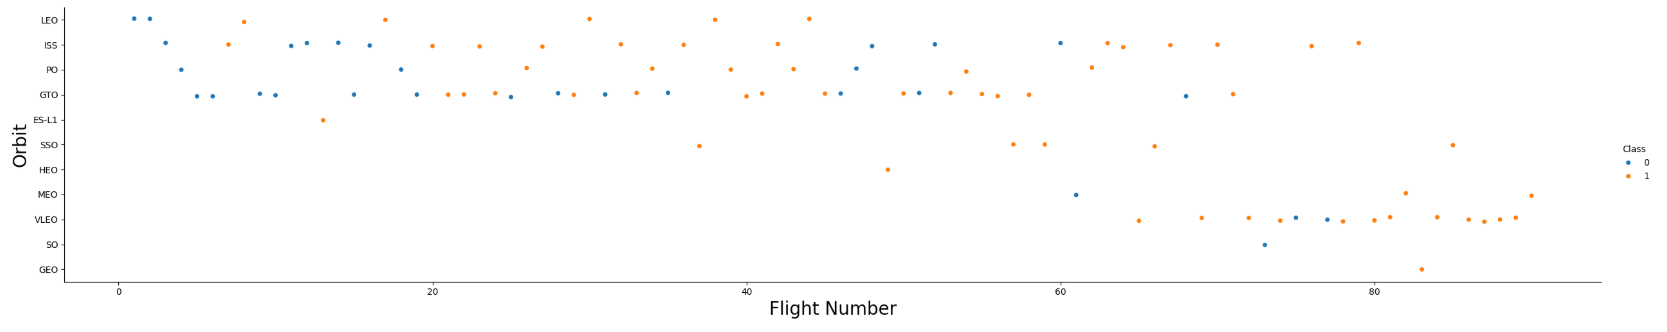 LEO
ISS
PO
GTO
ES-L1
SSO
HEO
MEO
VLEO
SO
GEO
Orbit
0 20 40 60 80
Flight Number
Class
0
1